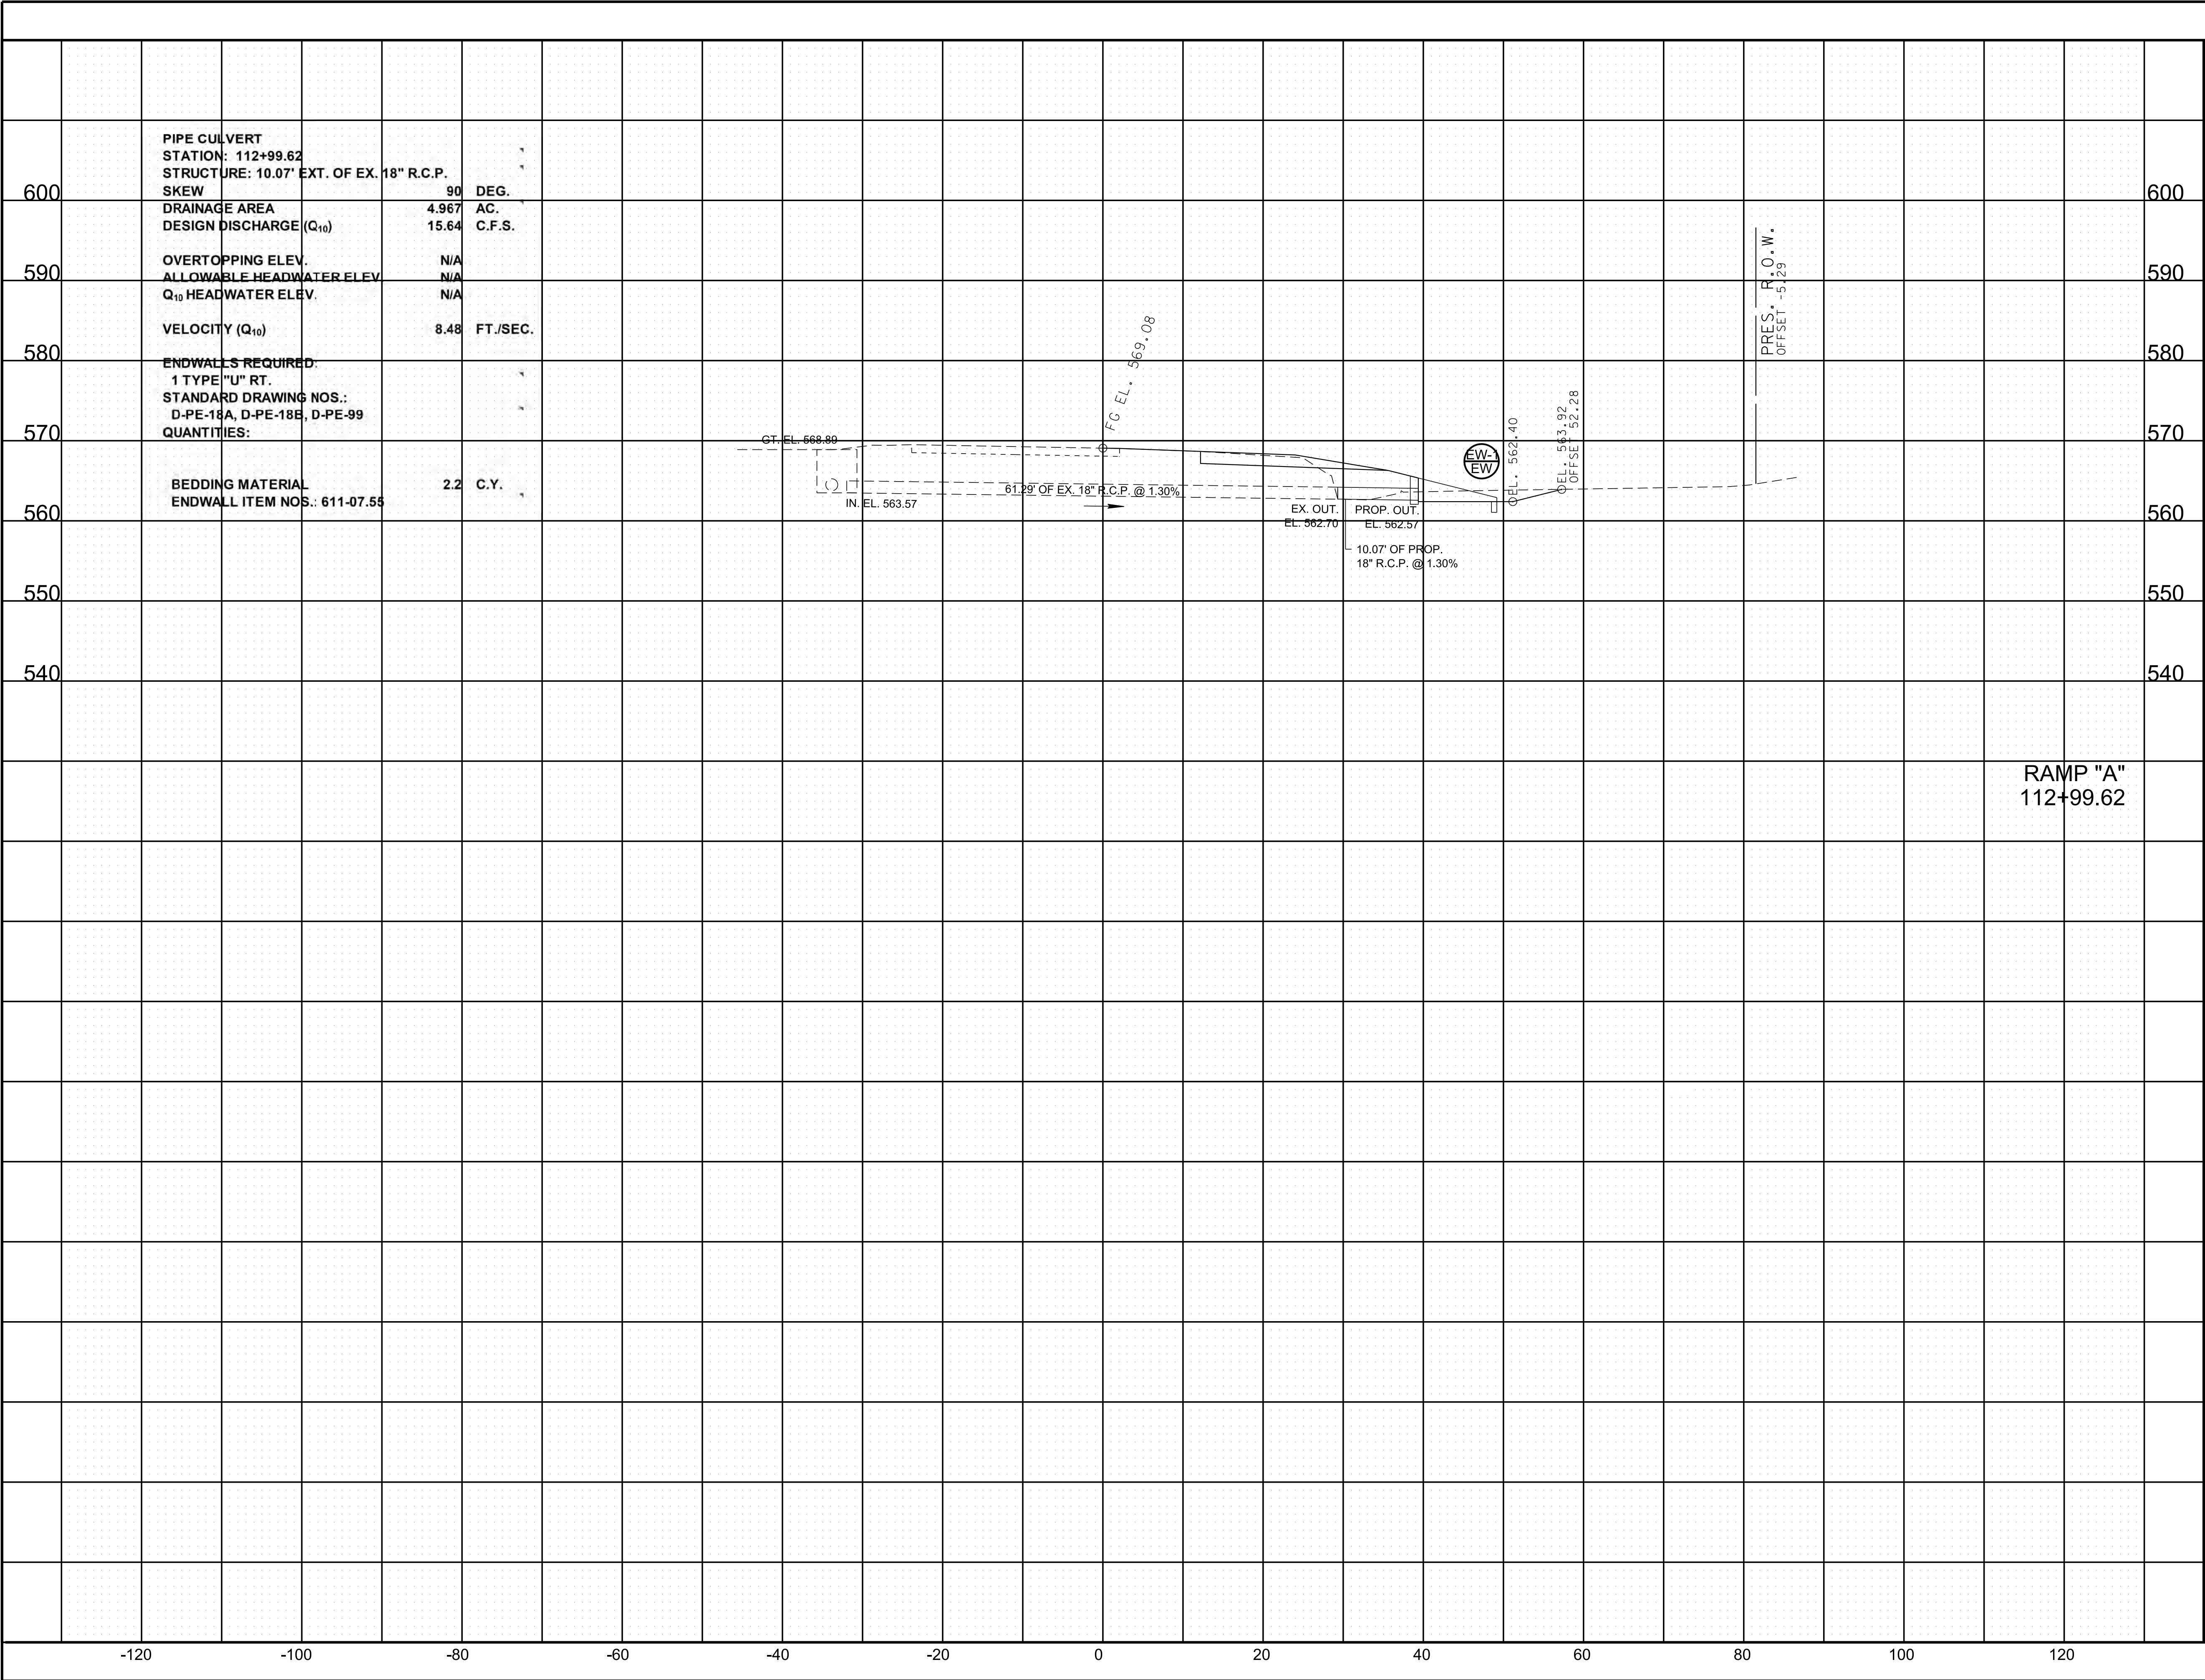 PIPE CULVERT
STATION: 112+99.62
STRUCTURE: 10.07' EXT. OF EX. 18" R.C.P.
SKEW 90 DEG.
DRAINAGE AREA 4.967 AC.
DESIGN DISCHARGE (Q10) 15.64 C.F.S.
OVERTOPPING ELEV. N/A
ALLOWABLE HEADWATER ELEV. N/A
Q10 HEADWATER ELEV. N/A
VELOCITY (Q10) 8.48 FT./SEC.
ENDWALLS REQUIRED:
1 TYPE "U" RT.
STANDARD DRAWING NOS.:
D-PE-18A, D-PE-18B, D-PE-99
QUANTITIES:
BEDDING MATERIAL 2.2 C.Y.
ENDWALL ITEM NOS.: 611-07.55
600
590
580
570
560
550
540
GT. EL. 568.89
FG EL. 569.08
61.29' OF EX. 18" R.C.P. @ 1.30%
IN. EL. 563.57
EX. OUT.
EL. 562.70
PROP. OUT.
EL. 562.57
10.07' OF PROP.
18" R.C.P. @ 1.30%
EW-1
EW
EL. 562.40
EL. 563.92
OFFSET 52.28
PRES. R.O.W.
OFFSET -5.29
600
590
580
570
560
550
540
RAMP "A"
112+99.62
-120 -100 -80 -60 -40 -20 0 20 40 60 80 100 120